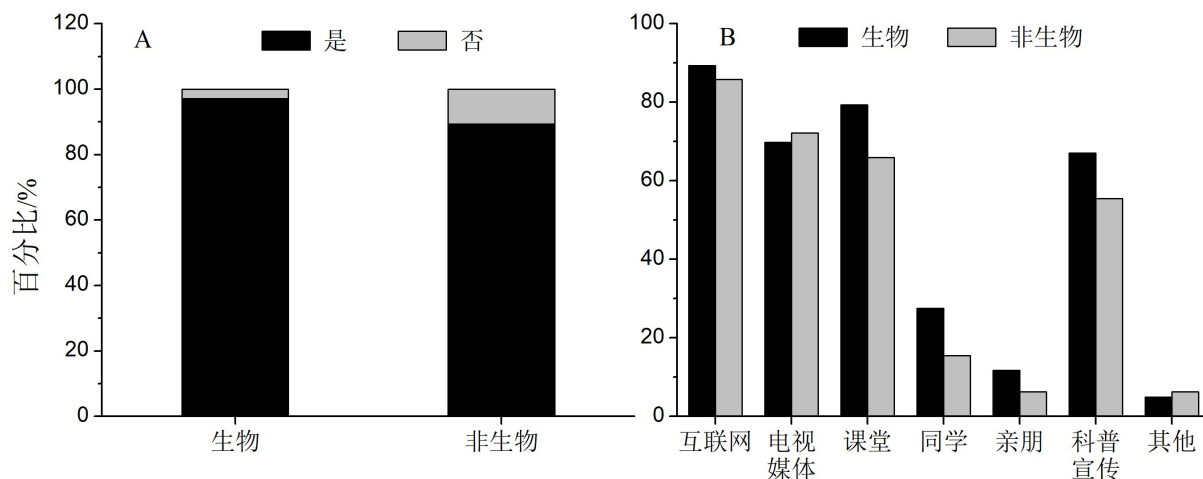 百分比/%
120
100
80
60
40
20
0
A
是
否
生物
非生物
100
80
60
40
20
0
B
生物
非生物
互联网
电视
媒体
课堂
同学
亲朋
科普
宣传
其他